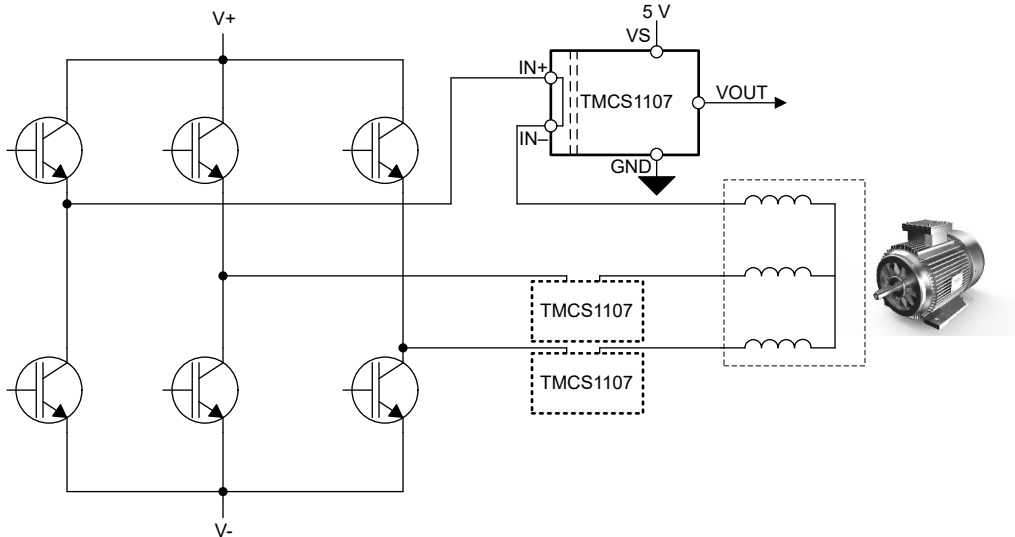 V+
5 V
VS
IN+
TMCS1107
VOUT
IN–
GND
TMCS1107
TMCS1107
V-